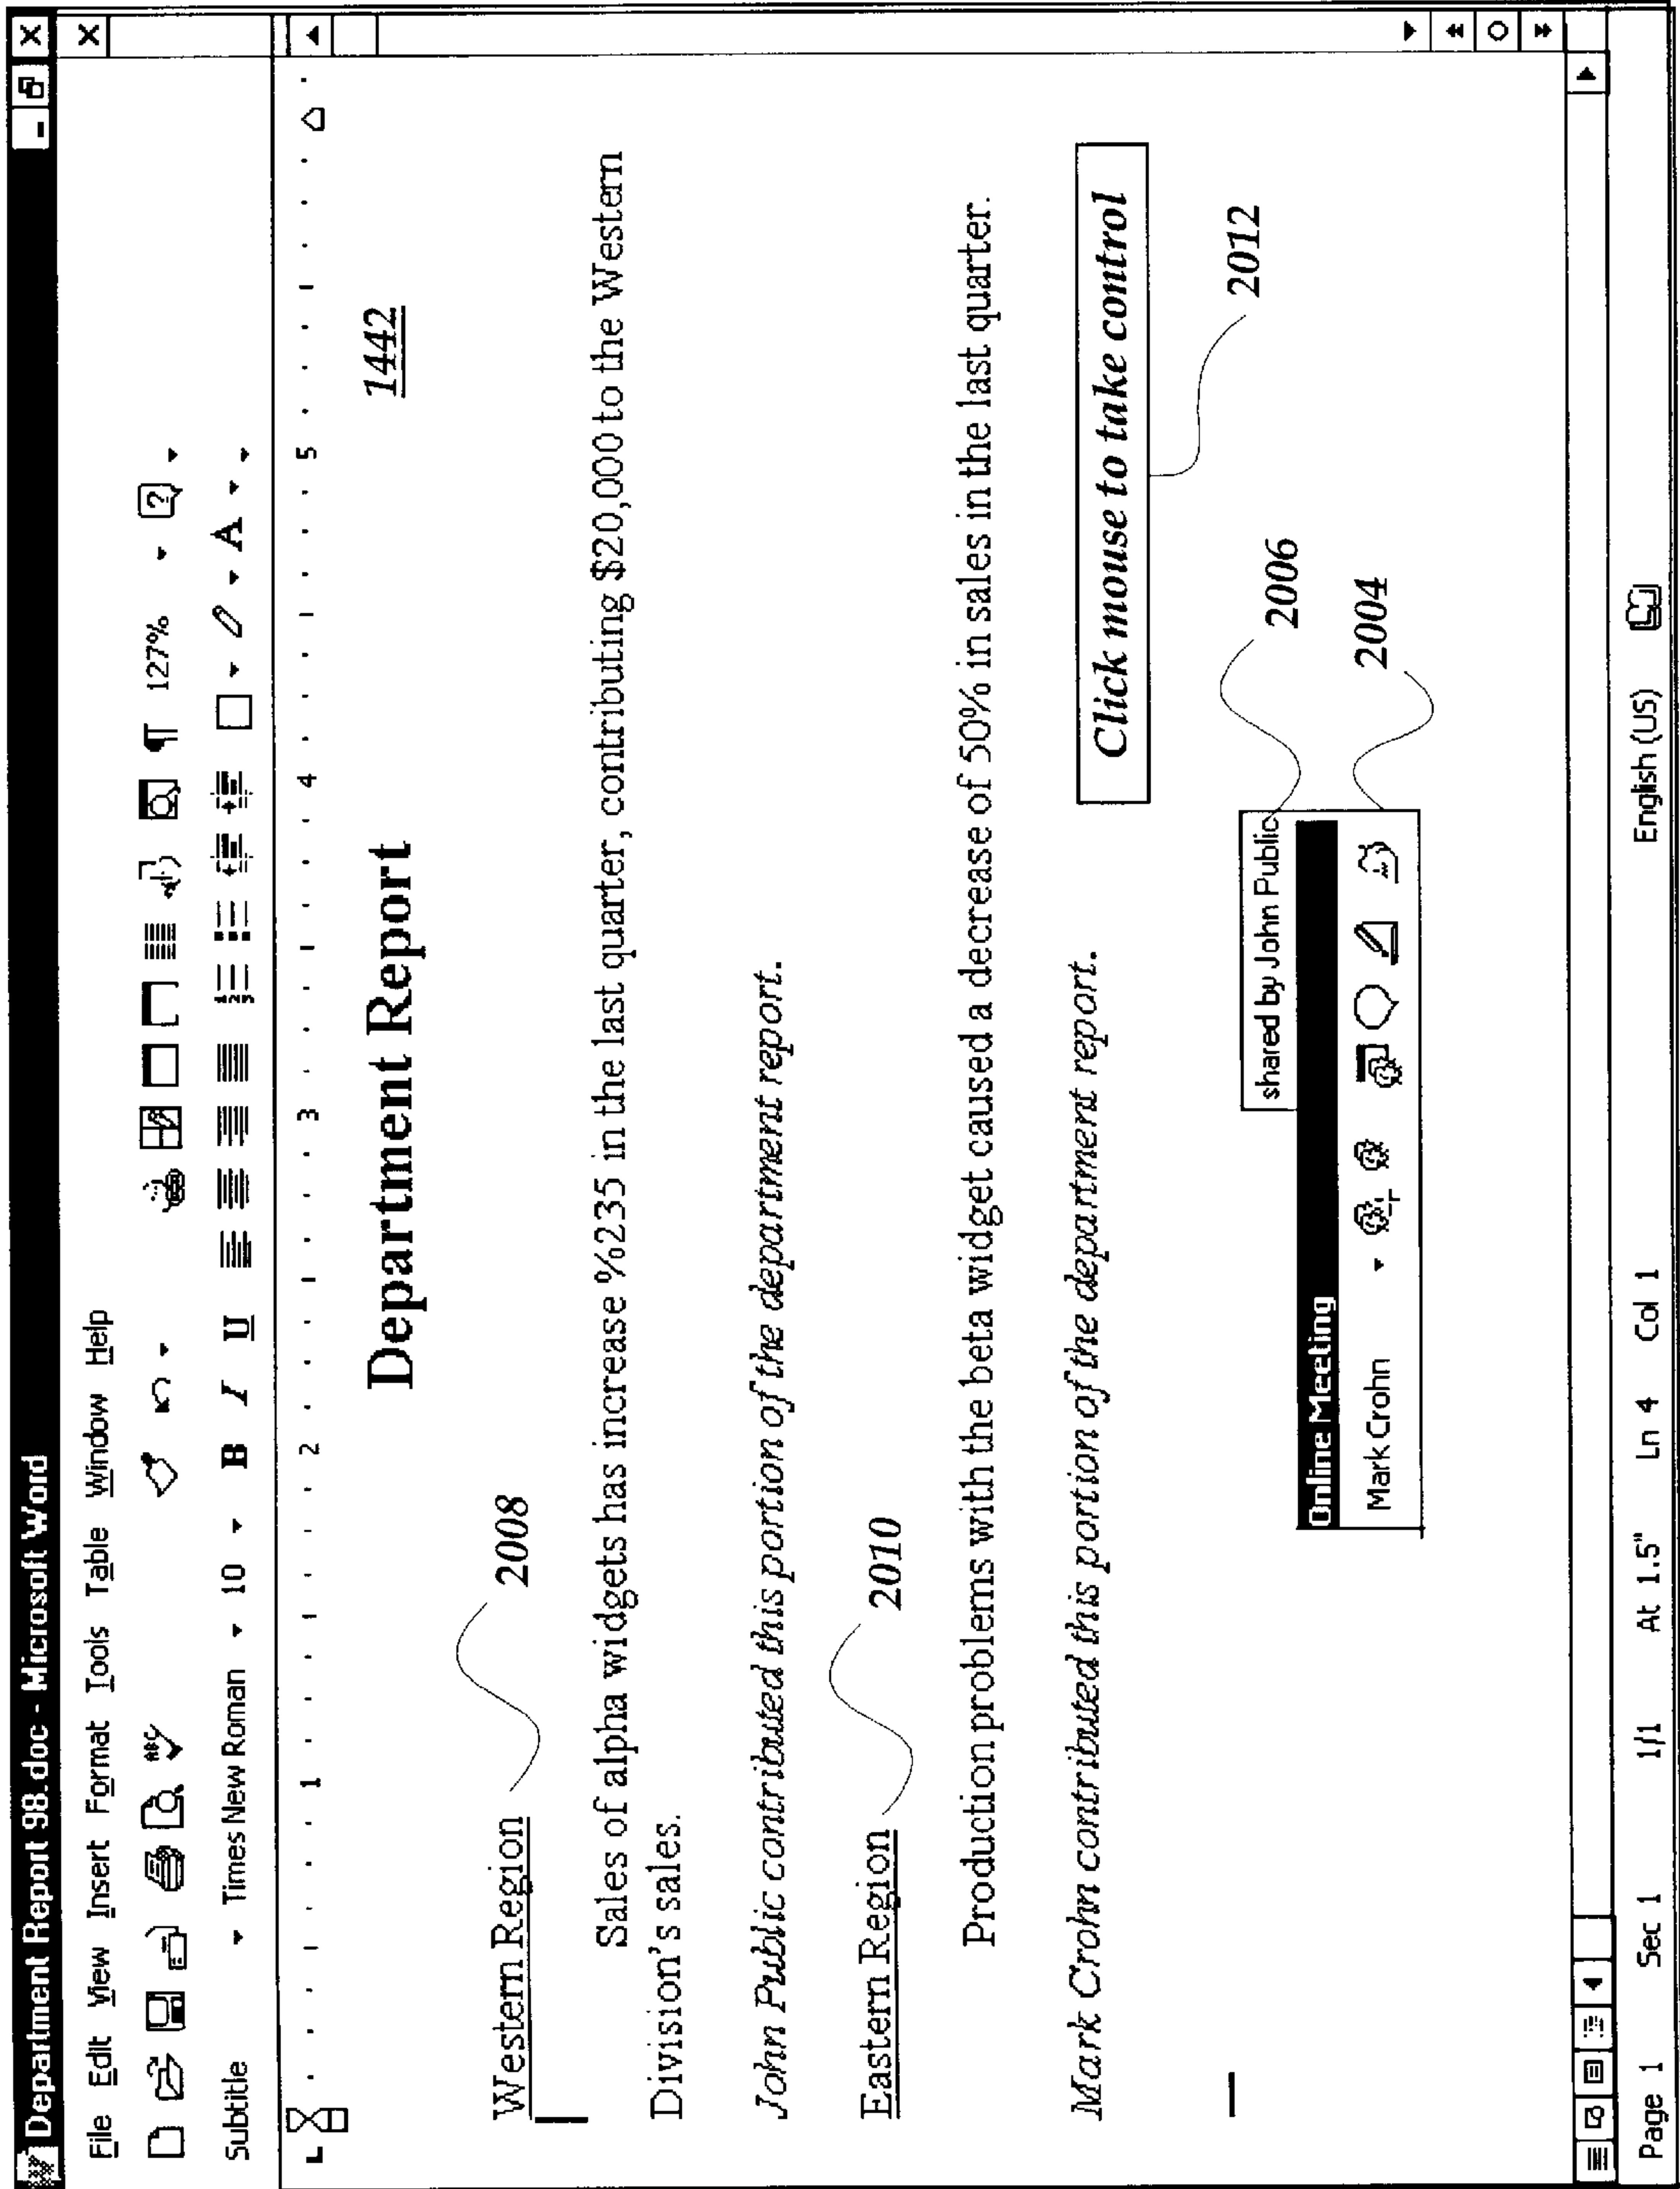 Department Report 98.doc - Microsoft Word
File Edit View Insert Format Tools Table Window Help
ABC 127% ?
Subtitle Times New Roman 10 B I U A
L 1 2 3 4 5
Department Report
1442
Western Region 2008
Sales of alpha widgets has increase %235 in the last quarter, contributing $20,000 to the Western
Division's sales.
John Public contributed this portion of the department report.
Eastern Region 2010
Production problems with the beta widget caused a decrease of 50% in sales in the last quarter.
Mark Crohn contributed this portion of the department report.
Click mouse to take control
2012
shared by John Public
2006
Online Meeting
Mark Crohn
2004
Page 1 Sec 1 1/1 At 1.5" Ln 4 Col 1 English (US)